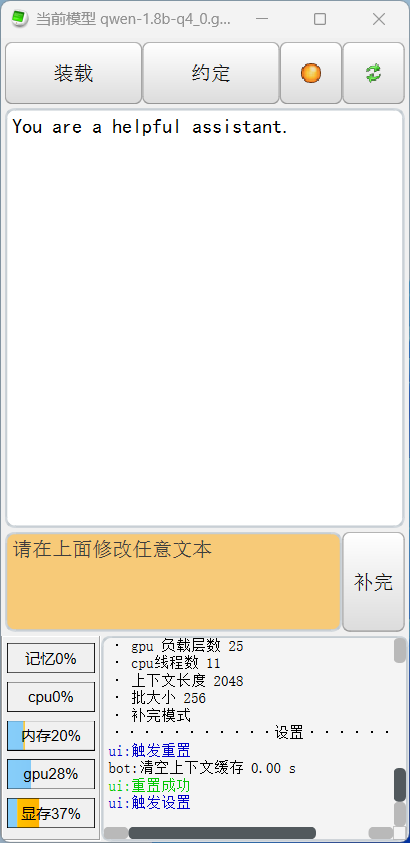 当前模型 qwen-1.8b-q4_0.g...
装载
约定
You are a helpful assistant.
请在上面修改任意文本
补完
记忆0%
cpu0%
内存20%
gpu28%
显存37%
· gpu 负载层数 25
· cpu线程数 11
· 上下文长度 2048
· 批大小 256
· 补完模式
···········设置······
ui:触发重置
bot:清空上下文缓存 0.00 s
ui:重置成功
ui:触发设置